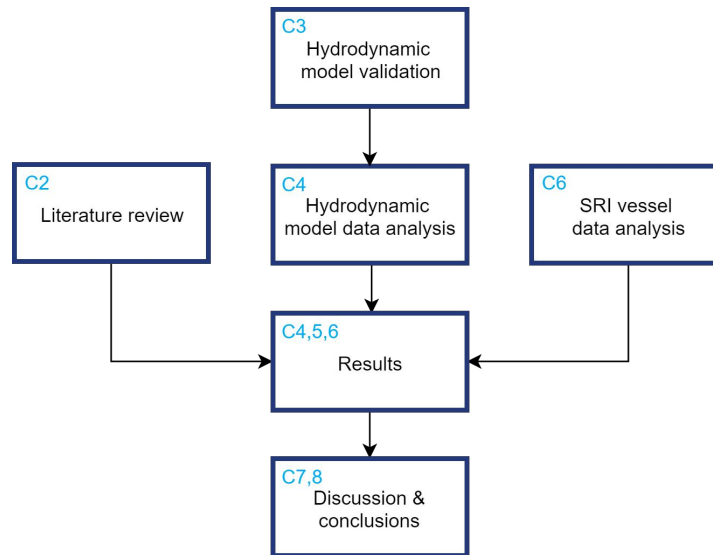 C3
Hydrodynamic
model validation
C2
Literature review
C4
Hydrodynamic
model data analysis
C6
SRI vessel
data analysis
C4,5,6
Results
C7,8
Discussion &
conclusions